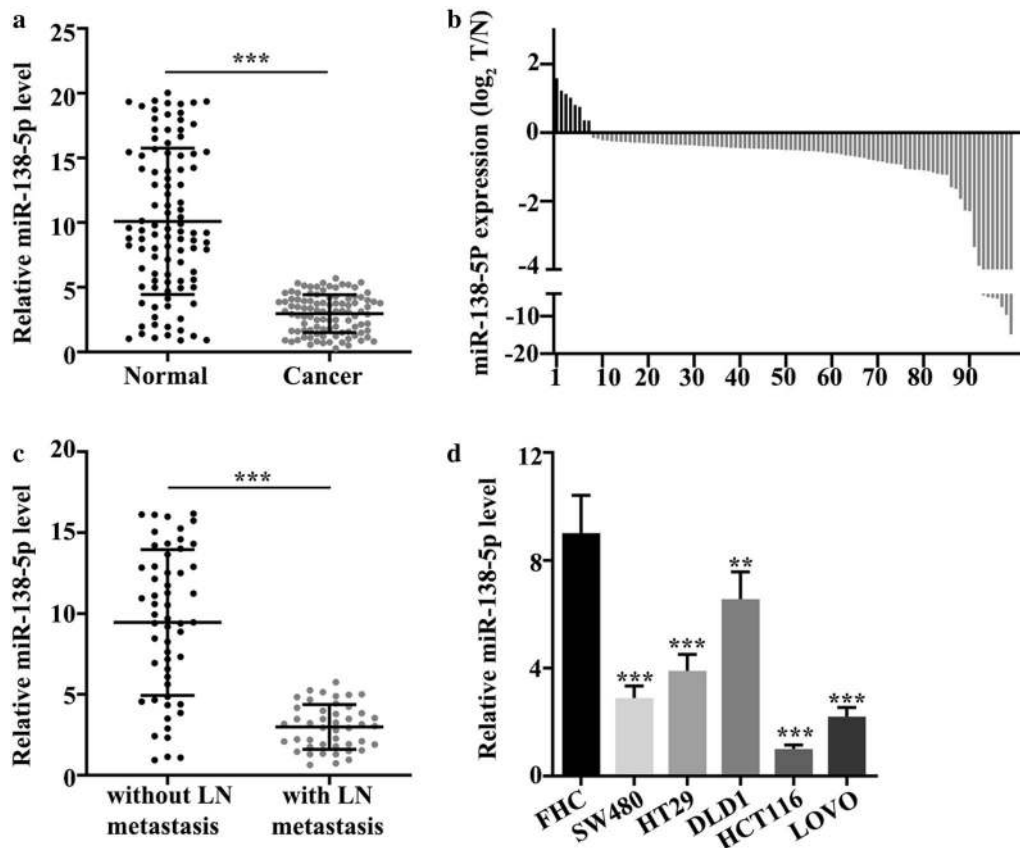 a
Relative miR-138-5p level
25
20
15
10
5
0
***
Normal
Cancer
b
miR-138-5P expression (log₂ T/N)
2
0
-2
-4
-10
-20
1
10
20
30
40
50
60
70
80
90
c
Relative miR-138-5p level
20
15
10
5
0
***
without LN
metastasis
with LN
metastasis
d
Relative miR-138-5p level
12
9
4
8
0
***
***
**
***
***
FHC
SW480
HT29
DLD1
HCT116
LOVO